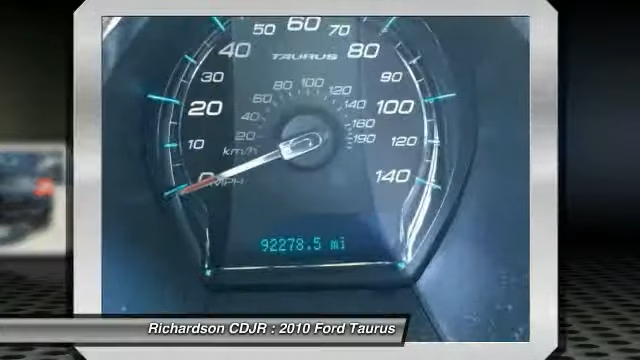 50 60 70
40 TAURUS 80
30 90
80 100 120
60 140
20 40 160 100
10 20 190 120
km/h
0 MPH 140
92278.5 mi
Richardson CDJR : 2010 Ford Taurus